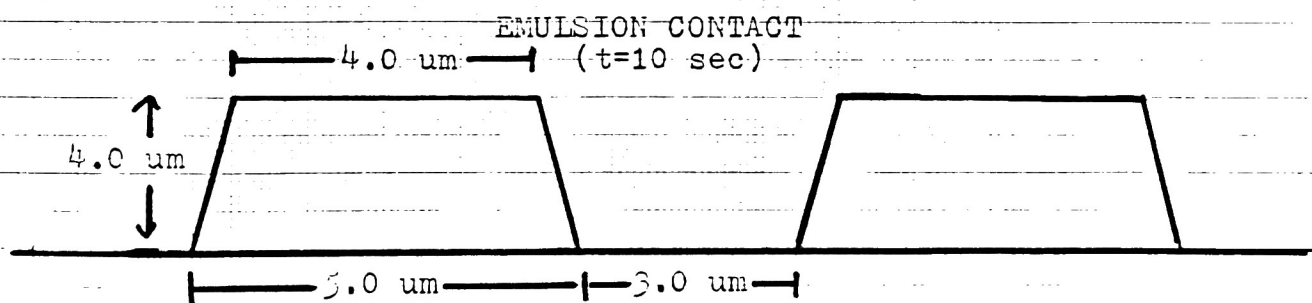 EMULSION CONTACT
4.0 um
(t=10 sec)
4.0 um
5.0 um
3.0 um